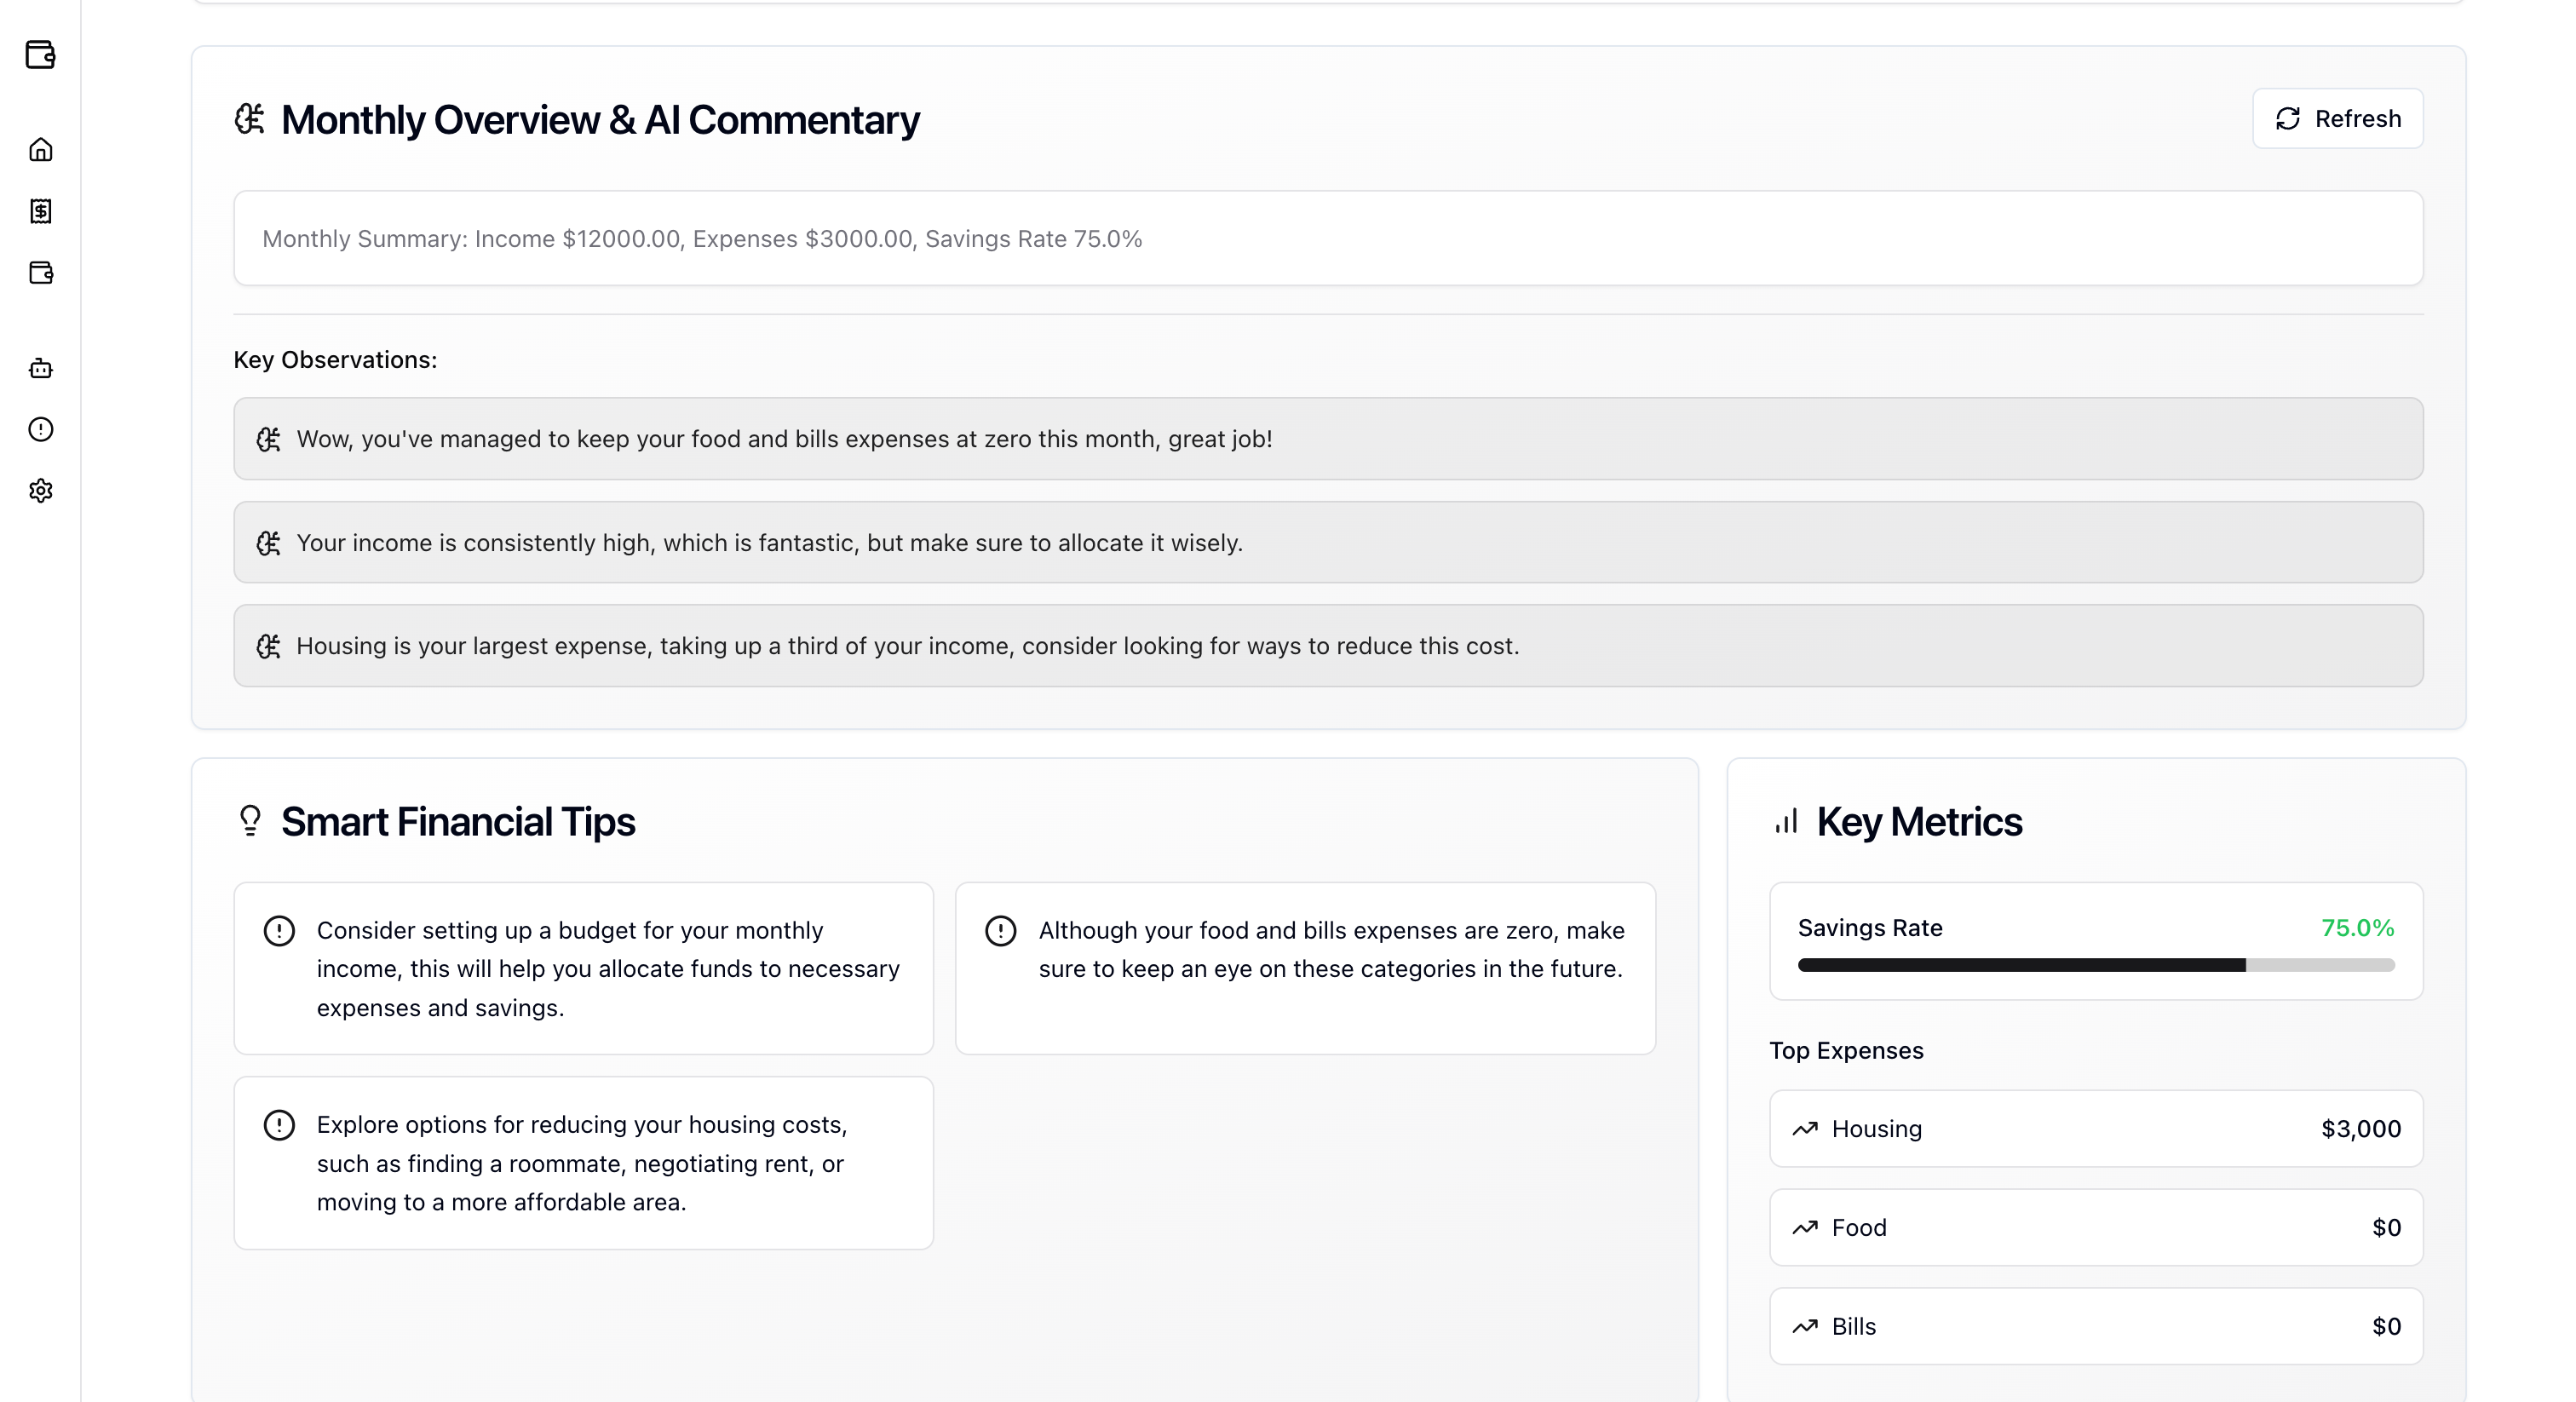 Monthly Overview & AI Commentary
Refresh
Monthly Summary: Income $12000.00, Expenses $3000.00, Savings Rate 75.0%
Key Observations:
Wow, you've managed to keep your food and bills expenses at zero this month, great job!
Your income is consistently high, which is fantastic, but make sure to allocate it wisely.
Housing is your largest expense, taking up a third of your income, consider looking for ways to reduce this cost.
Smart Financial Tips
Consider setting up a budget for your monthly
income, this will help you allocate funds to necessary
expenses and savings.
Although your food and bills expenses are zero, make
sure to keep an eye on these categories in the future.
Explore options for reducing your housing costs,
such as finding a roommate, negotiating rent, or
moving to a more affordable area.
Key Metrics
Savings Rate 75.0%
Top Expenses
Housing $3,000
Food $0
Bills $0